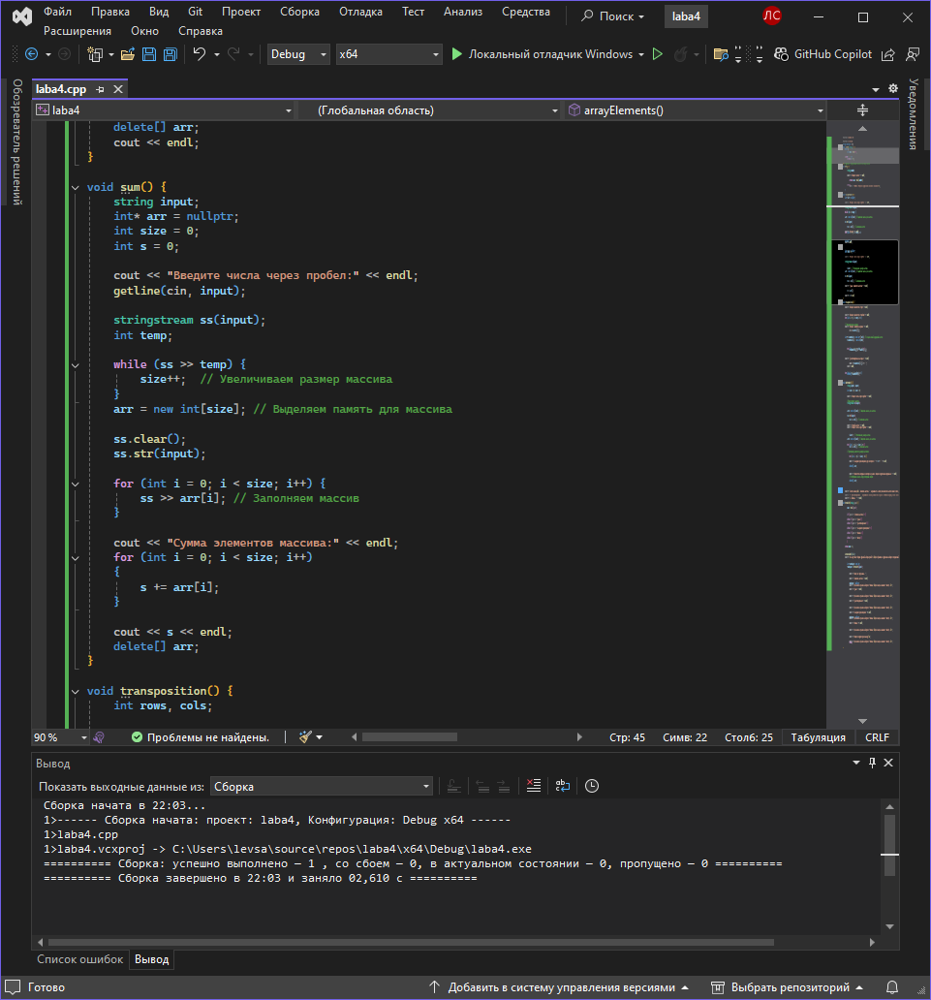 Файл Правка Вид Git Проект Сборка Отладка Тест Анализ Средства Поиск laba4 ЛС
Расширения Окно Справка
Debug x64 Локальный отладчик Windows GitHub Copilot
Обозреватель решений
Уведомления
laba4.cpp
laba4 (Глобальная область) arrayElements()
delete[] arr;
cout << endl;
}
void sum() {
string input;
int* arr = nullptr;
int size = 0;
int s = 0;
cout << "Введите числа через пробел:" << endl;
getline(cin, input);
stringstream ss(input);
int temp;
while (ss >> temp) {
size++; // Увеличиваем размер массива
}
arr = new int[size]; // Выделяем память для массива
ss.clear();
ss.str(input);
for (int i = 0; i < size; i++) {
ss >> arr[i]; // Заполняем массив
}
cout << "Сумма элементов массива:" << endl;
for (int i = 0; i < size; i++)
{
s += arr[i];
}
cout << s << endl;
delete[] arr;
}
void transposition() {
int rows, cols;
90 % Проблемы не найдены. Стр: 45 Симв: 22 Столб: 25 Табуляция CRLF
Вывод
Показать выходные данные из: Сборка
Сборка начата в 22:03...
1>------ Сборка начата: проект: laba4, Конфигурация: Debug x64 ------
1>laba4.cpp
1>laba4.vcxproj -> C:\Users\levsa\source\repos\laba4\x64\Debug\laba4.exe
========== Сборка: успешно выполнено — 1 , со сбоем — 0, в актуальном состоянии — 0, пропущено — 0 ==========
========== Сборка завершено в 22:03 и заняло 02,610 с ==========
Список ошибок Вывод
Готово Добавить в систему управления версиями Выбрать репозиторий